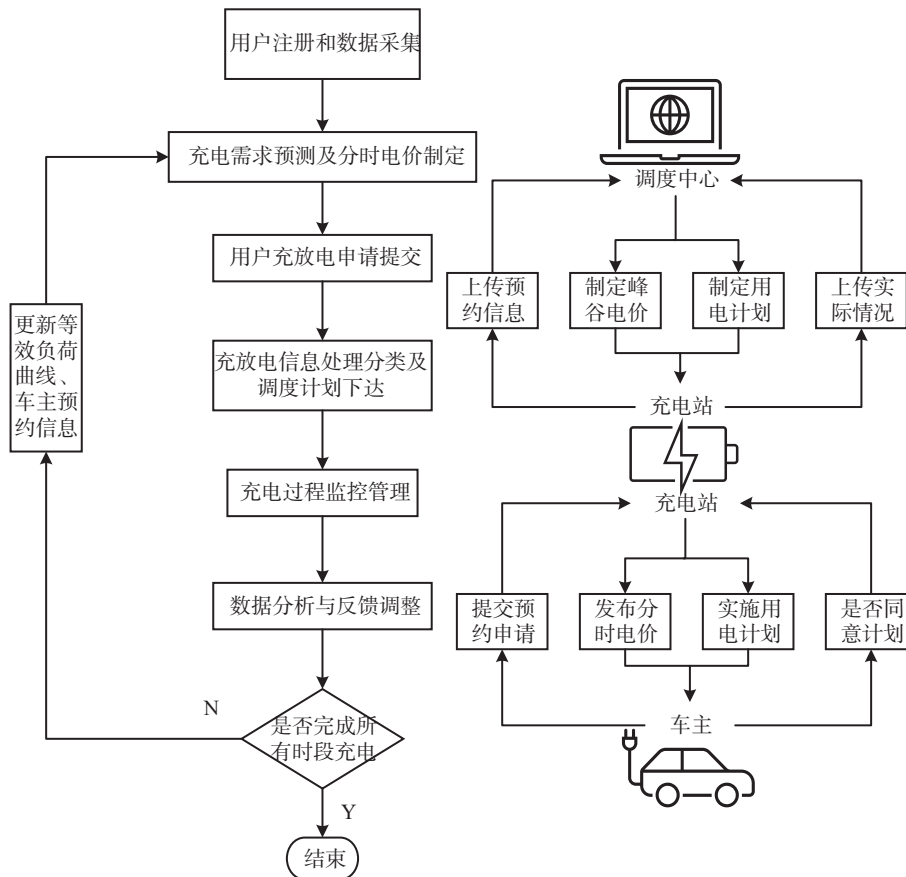 用户注册和数据采集
充电需求预测及分时电价制定
用户充放电申请提交
充放电信息处理分类及
调度计划下达
充电过程监控管理
数据分析与反馈调整
是否完成所
有时段充电
N
Y
结束
更新等
效负荷
曲线、
车主预
约信息
调度中心
上传预
约信息
制定峰
谷电价
制定用
电计划
上传实
际情况
充电站
充电站
提交预
约申请
发布分
时电价
实施用
电计划
是否同
意计划
车主